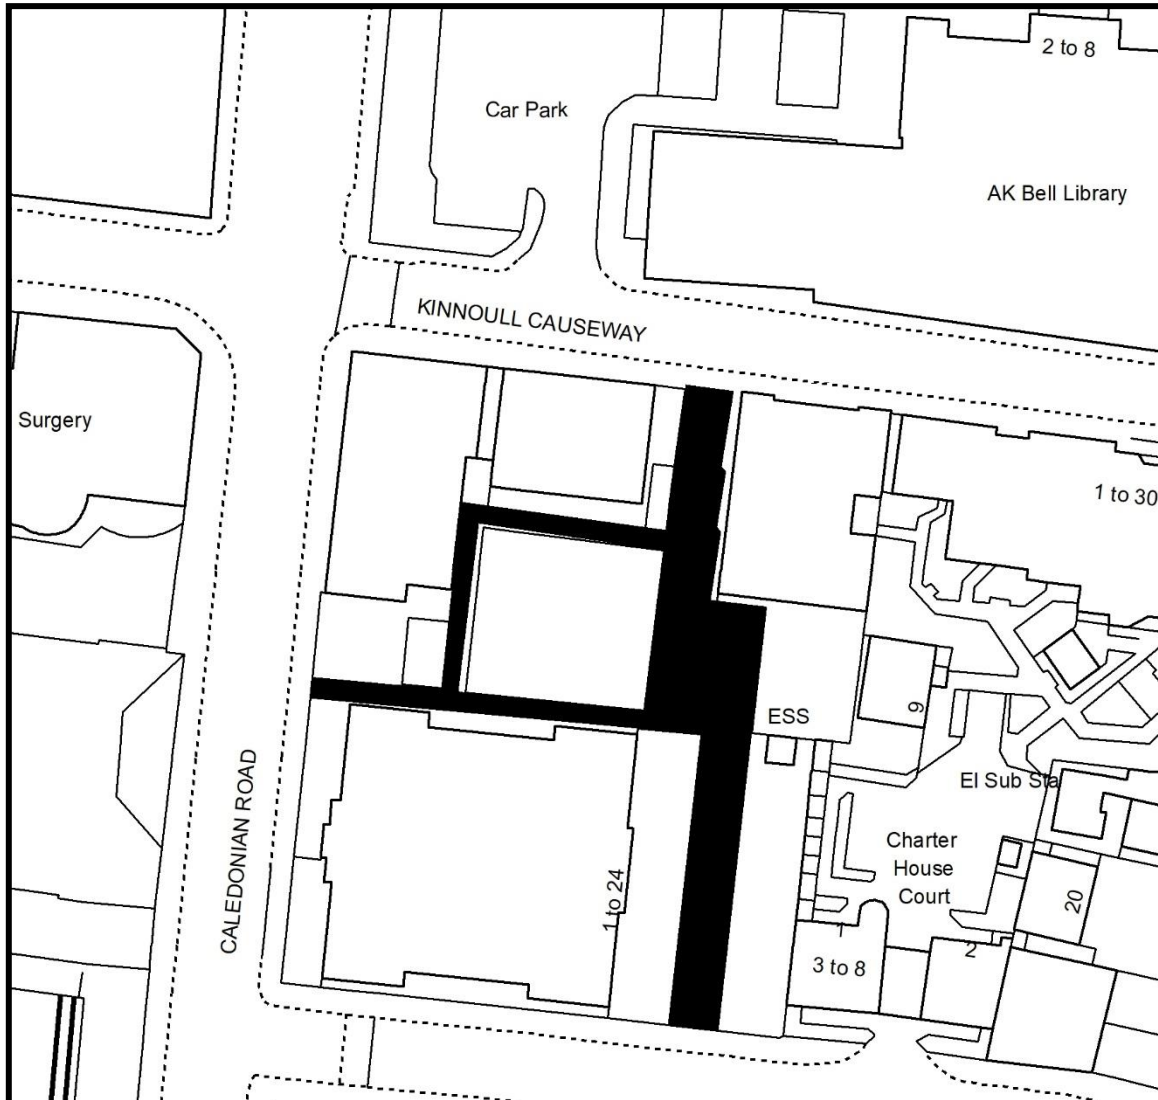 2 to 8
Car Park
AK Bell Library
KINNOULL CAUSEWAY
Surgery
1 to 30
9
ESS
El Sub Sta
CALEDONIAN ROAD
Charter
House
Court
1 to 24
20
1
2
3 to 8